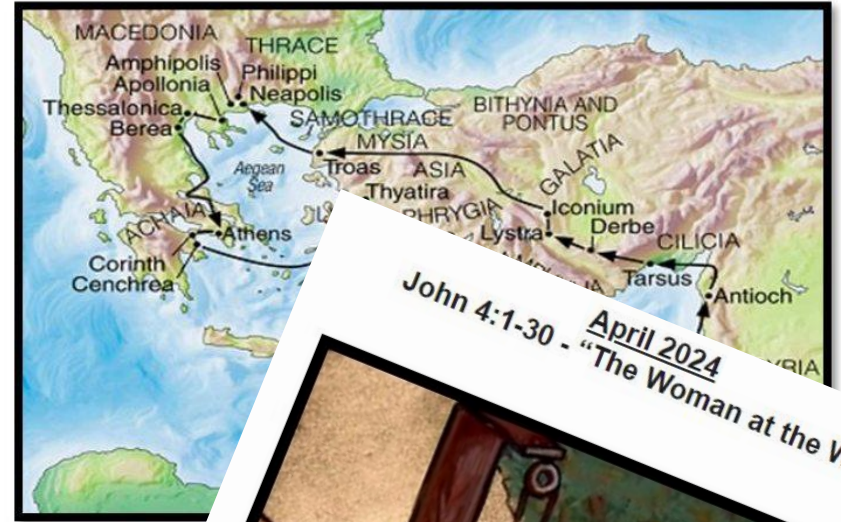 MACEDONIA
THRACE
Amphipolis
Philippi
Apollonia
Neapolis
Thessalonica
SAMOTHRACE
BITHYNIA AND
PONTUS
Berea
MYSIA
Troas
ASIA
GALATIA
Aegean
Sea
Thyatira
PHRYGIA
Iconium
Lystra
Derbe
CILICIA
ACHAIA
Athens
Corinth
Cenchrea
Tarsus
Antioch
April 2024
John 4:1-30 - “The Woman at the